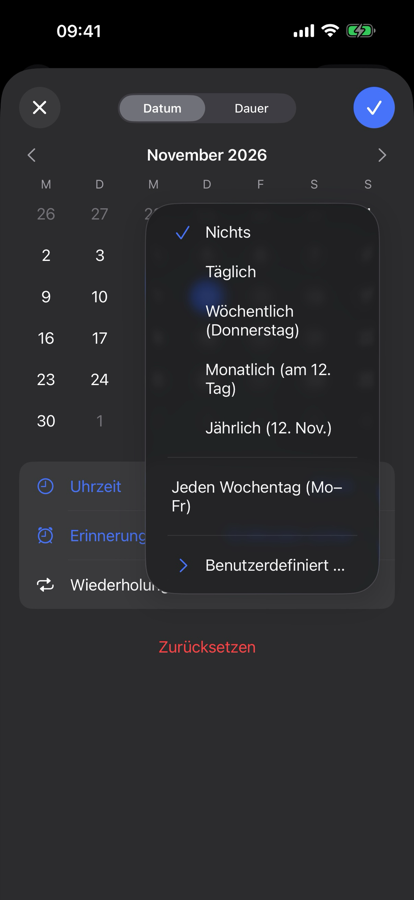 09:41
Datum Dauer
November 2026
M D M D F S S
26 27
2 3
9 10
16 17
23 24
30 1
Nichts
Täglich
Wöchentlich
(Donnerstag)
Monatlich (am 12.
Tag)
Jährlich (12. Nov.)
Jeden Wochentag (Mo–
Fr)
Benutzerdefiniert ...
Uhrzeit
Erinnerung
Wiederholung
Zurücksetzen